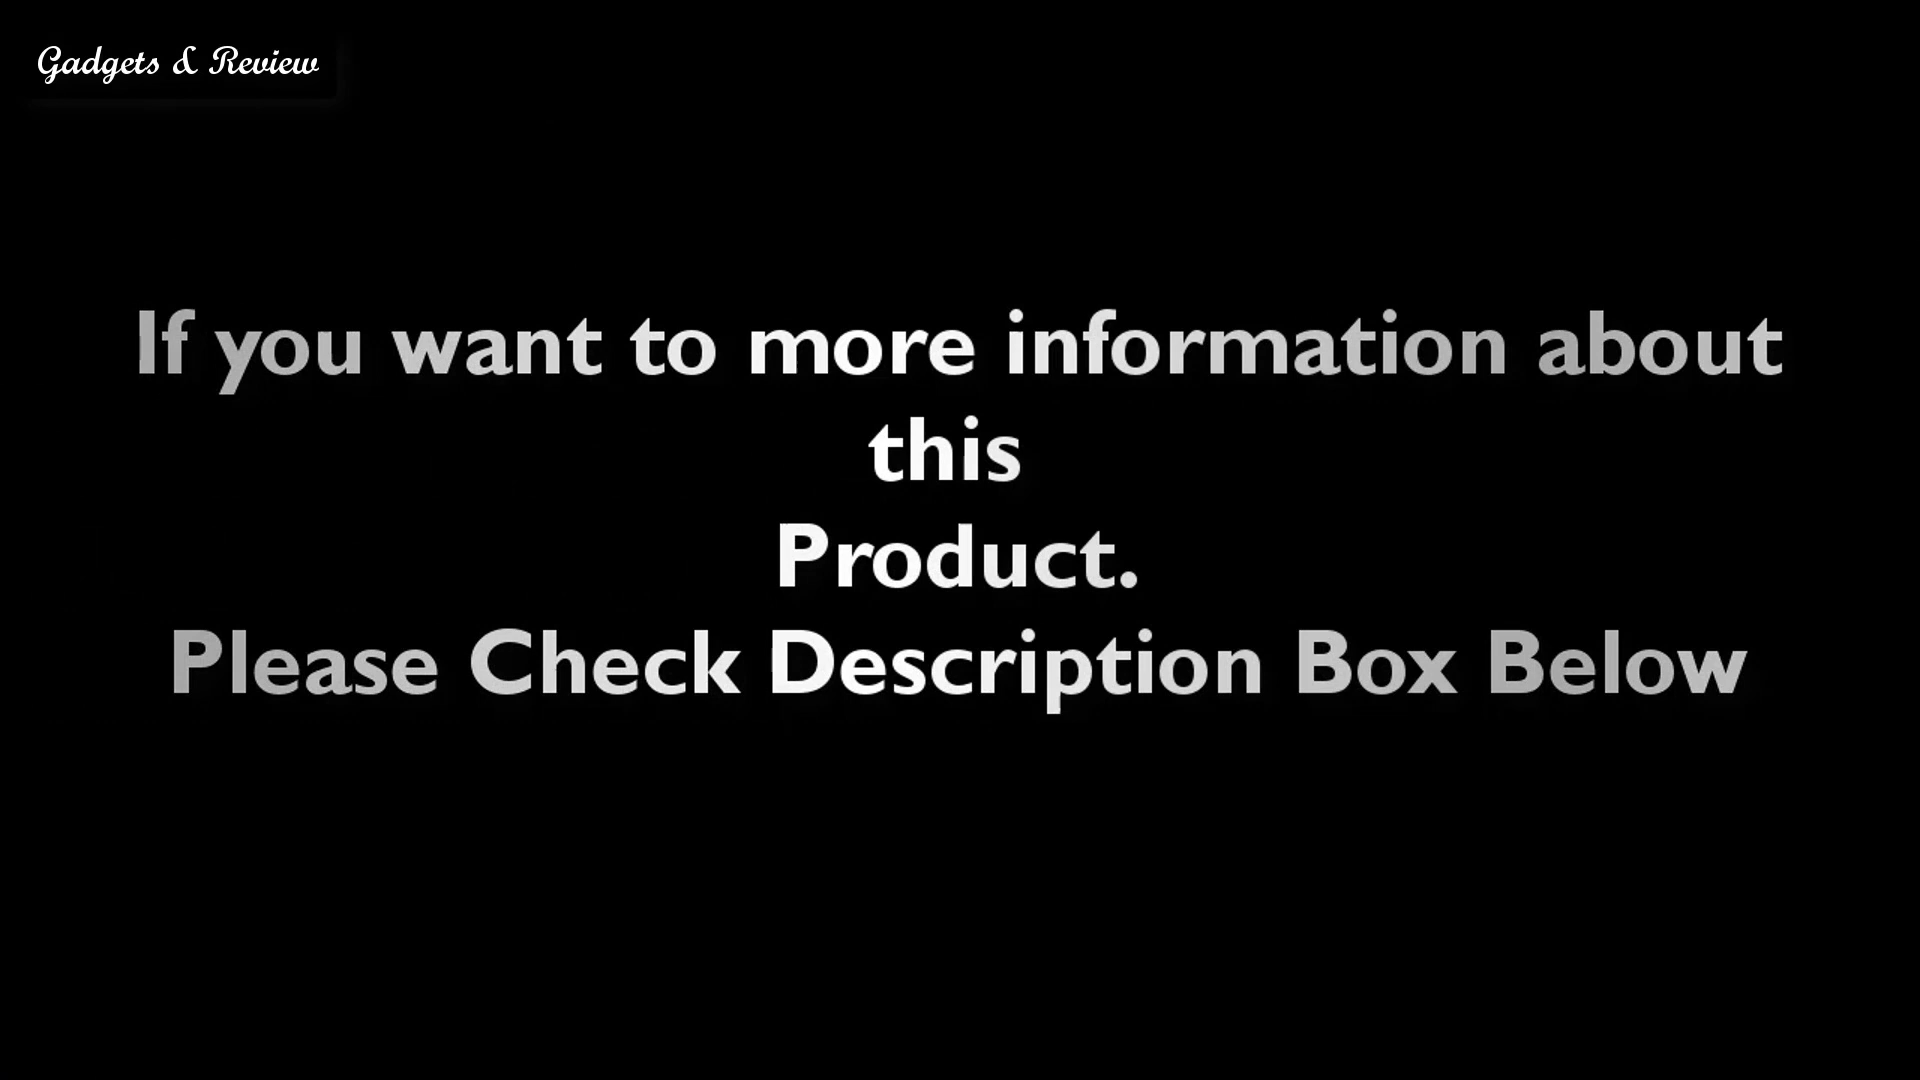 Gadgets & Review
If you want to more information about
this
Product.
Please Check Description Box Below